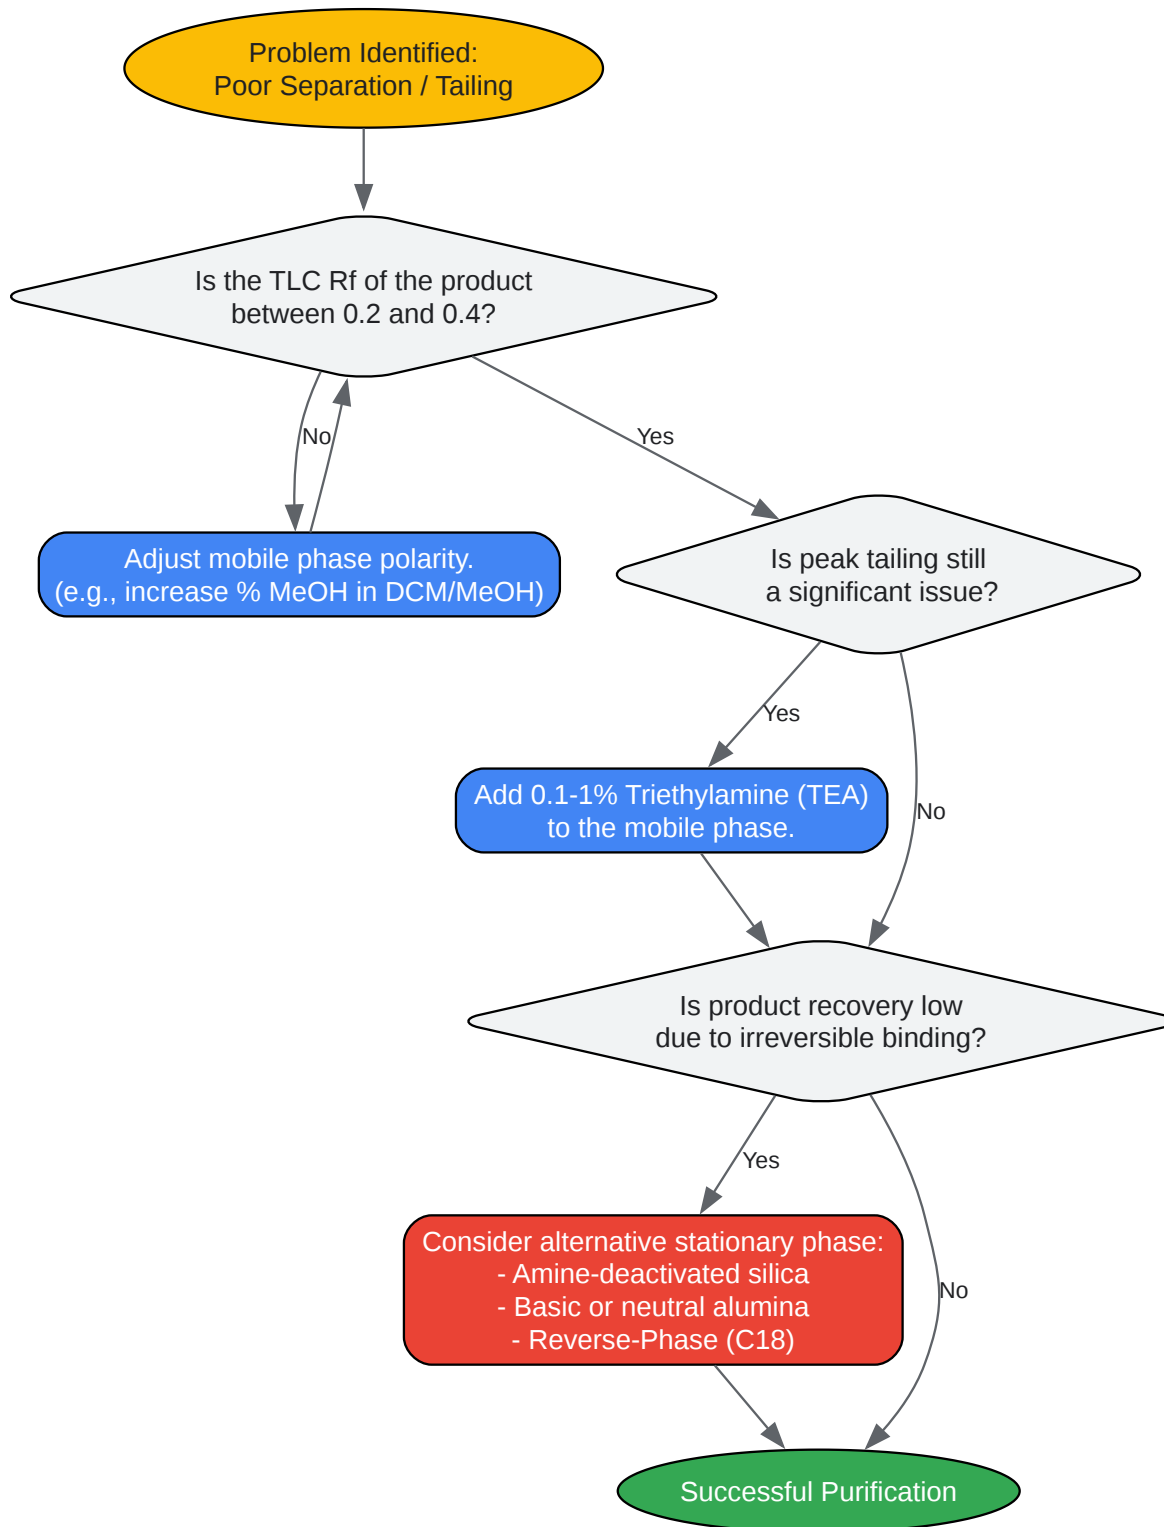 Problem Identified:
Poor Separation / Tailing
Is the TLC Rf of the product
between 0.2 and 0.4?
No
Yes
Adjust mobile phase polarity.
(e.g., increase % MeOH in DCM/MeOH)
Is peak tailing still
a significant issue?
Yes
No
Add 0.1-1% Triethylamine (TEA)
to the mobile phase.
Is product recovery low
due to irreversible binding?
Yes
No
Consider alternative stationary phase:
- Amine-deactivated silica
- Basic or neutral alumina
- Reverse-Phase (C18)
Successful Purification